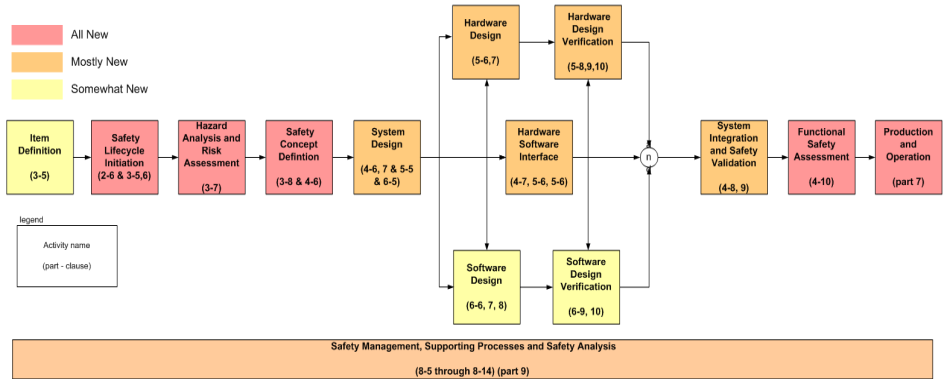 All New
Mostly New
Somewhat New
Item
Definition
(3-5)
Safety
Lifecycle
Initiation
(2-6 & 3-5,6)
Hazard
Analysis and
Risk
Assessment
(3-7)
Safety
Concept
Defintion
(3-8 & 4-6)
System
Design
(4-6, 7 & 5-5
& 6-5)
Hardware
Design
(5-6,7)
Hardware
Design
Verification
(5-8,9,10)
Hardware
Software
Interface
(4-7, 5-6, 5-6)
Software
Design
(6-6, 7, 8)
Software
Design
Verification
(6-9, 10)
n
System
Integration
and Safety
Validation
(4-8, 9)
Functional
Safety
Assessment
(4-10)
Production
and
Operation
(part 7)
legend
Activity name
(part - clause)
Safety Management, Supporting Processes and Safety Analysis
(8-5 through 8-14) (part 9)